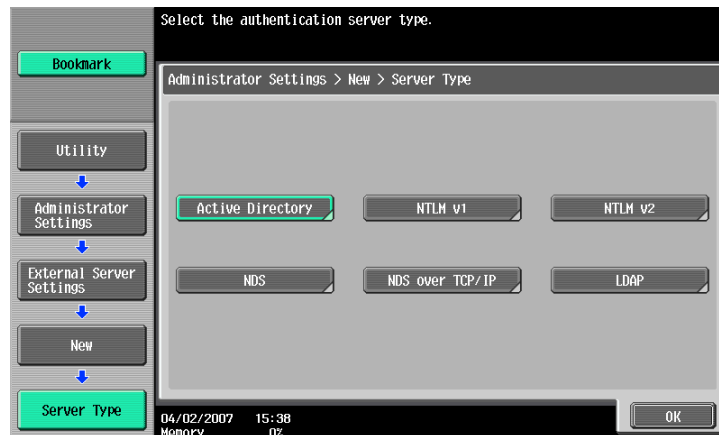 Select the authentication server type.
Bookmark
Administrator Settings > New > Server Type
Utility
Administrator
Settings
External Server
Settings
New
Server Type
Active Directory
NTLM v1
NTLM v2
NDS
NDS over TCP/IP
LDAP
04/02/2007 15:38
Memory 0%
OK